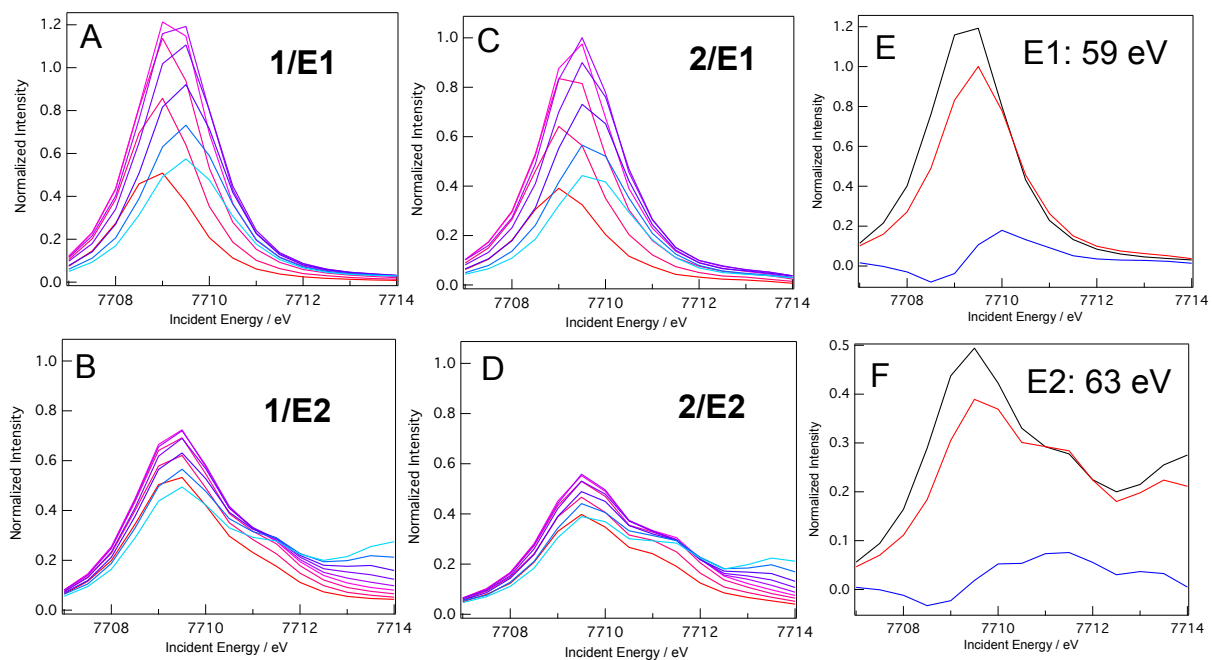 A
1/E1
Normalized Intensity
1.2
1.0
0.8
0.6
0.4
0.2
0.0
7708
7710
7712
7714
Incident Energy / eV
C
2/E1
Normalized Intensity
1.0
0.8
0.6
0.4
0.2
0.0
7708
7710
7712
7714
Incident Energy / eV
E
E1: 59 eV
Normalized Intensity
1.2
1.0
0.8
0.6
0.4
0.2
0.0
7708
7710
7712
7714
Incident Energy / eV
B
1/E2
Normalized Intensity
1.0
0.8
0.6
0.4
0.2
0.0
7708
7710
7712
7714
Incident Energy / eV
D
2/E2
Normalized Intensity
1.0
0.8
0.6
0.4
0.2
0.0
7708
7710
7712
7714
Incident Energy / eV
F
E2: 63 eV
Normalized Intensity
0.5
0.4
0.3
0.2
0.1
0.0
7708
7710
7712
7714
Incident Energy / eV